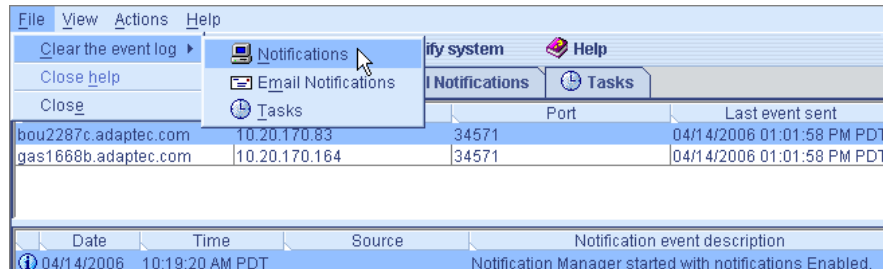 File View Actions Help
Clear the event log Notifications ify system Help
Close help Email Notifications l Notifications Tasks
Close Tasks Port Last event sent
bou2287c.adaptec.com 10.20.170.83 34571 04/14/2006 01:01:58 PM PDT
gas1668b.adaptec.com 10.20.170.164 34571 04/14/2006 01:01:58 PM PDT
Date Time Source Notification event description
04/14/2006 10:19:20 AM PDT Notification Manager started with notifications Enabled.